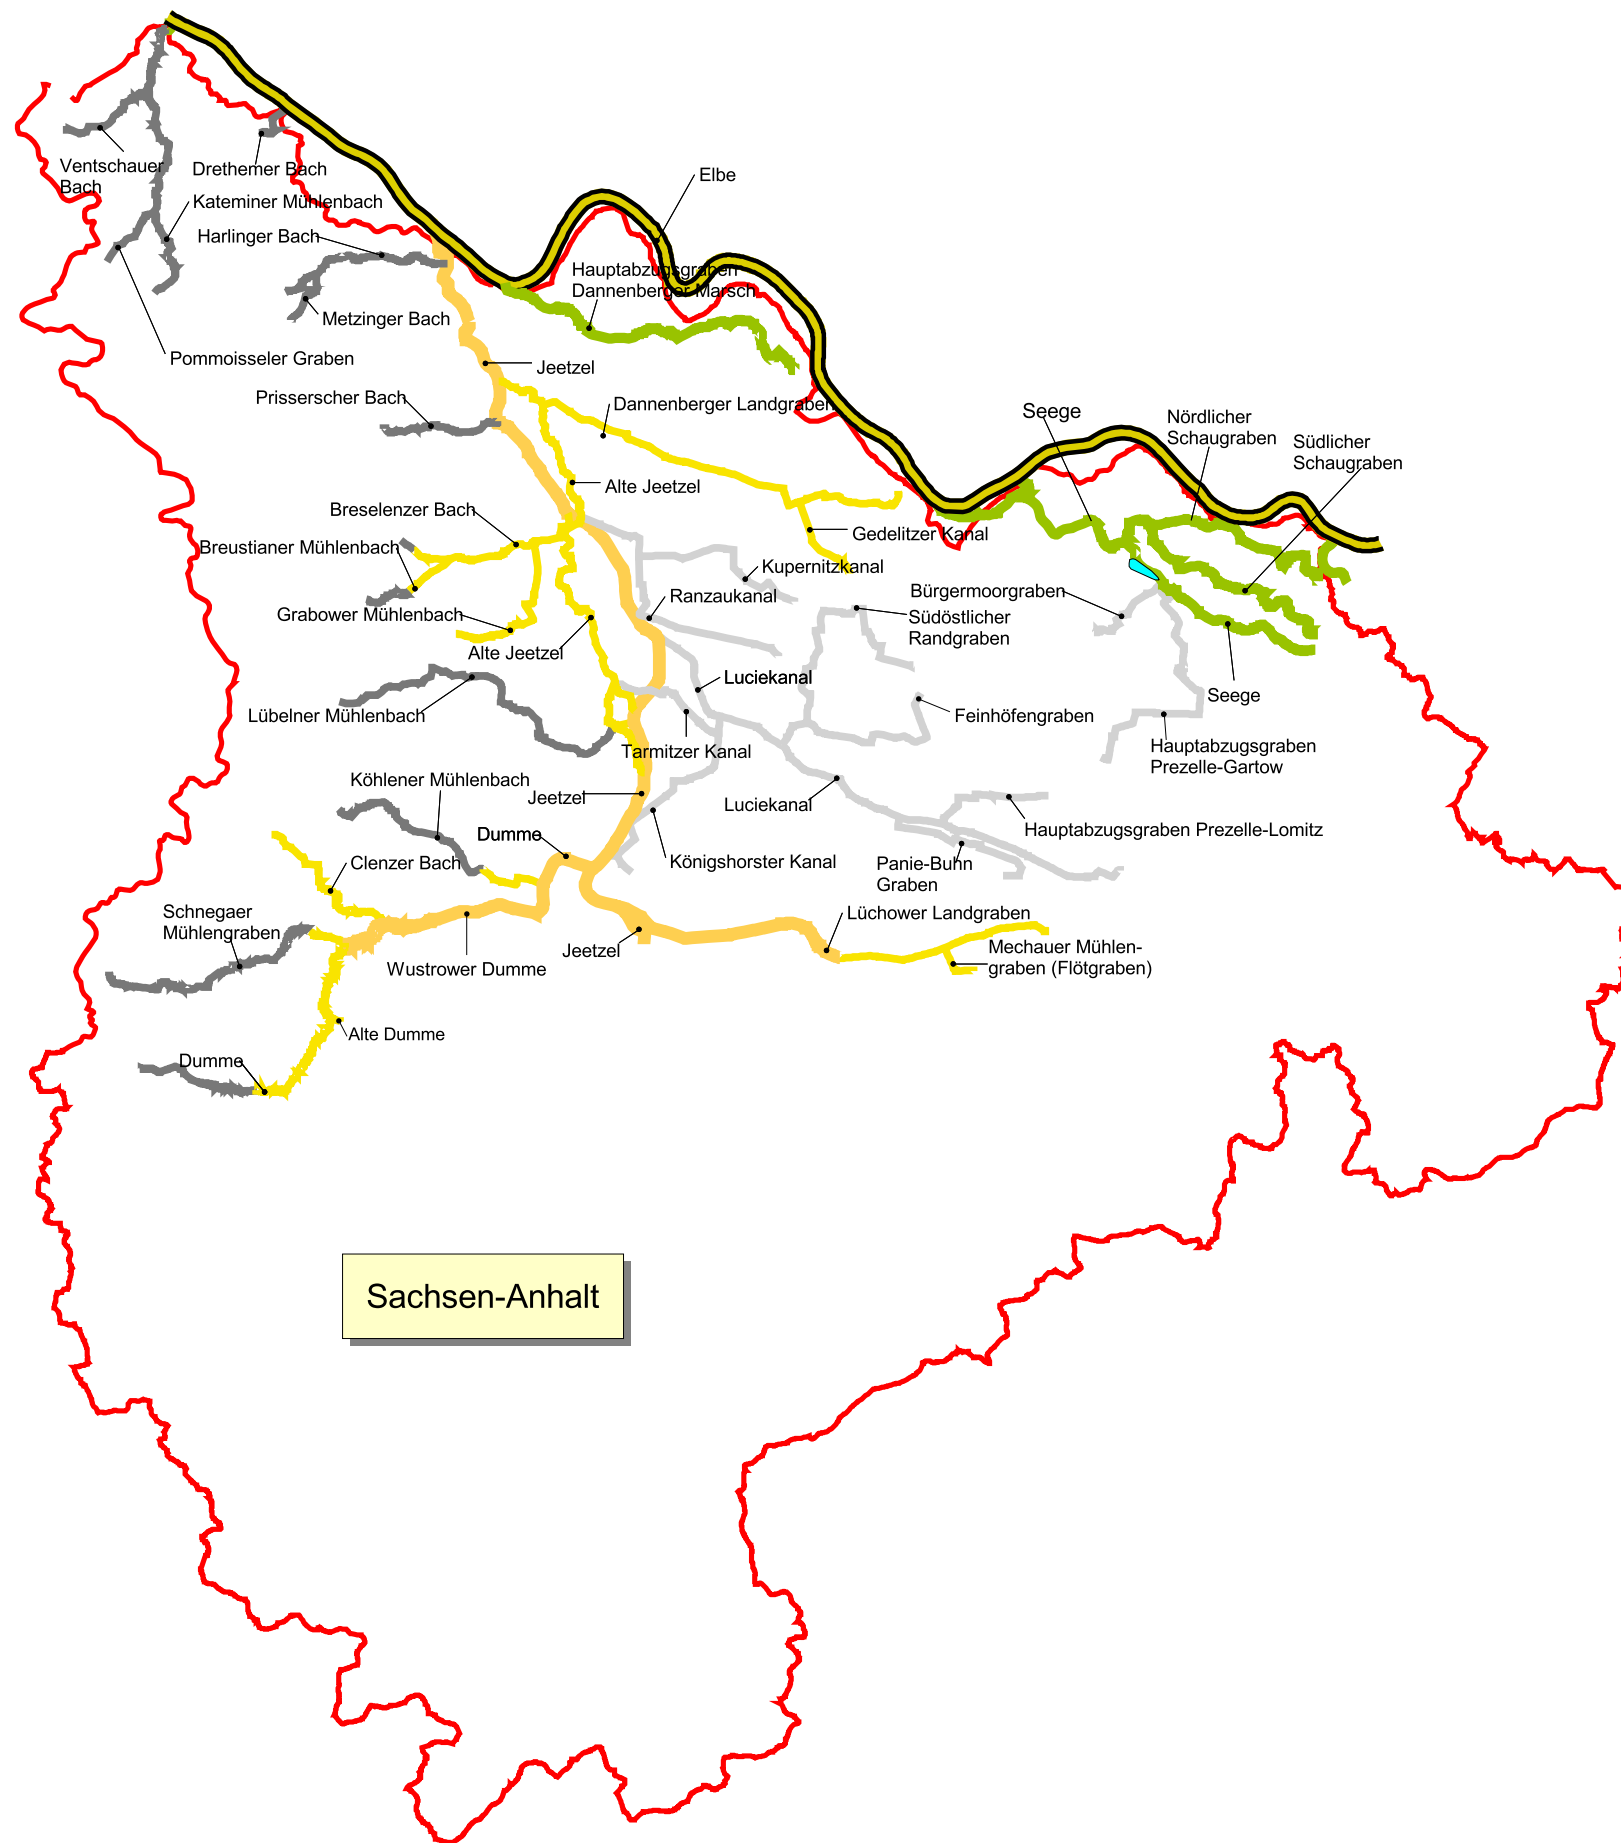 Elbe
Ventschauer
Bach
Drethemer Bach
Kateminer Mühlenbach
Harlinger Bach
Hauptabzugsgraben
Dannenberger Marsch
Metzinger Bach
Pommoisseler Graben
Jeetzel
Prisserscher Bach
Dannenberger Landgraben
Seege
Nördlicher
Schaugraben
Südlicher
Schaugraben
Alte Jeetzel
Breselenzer Bach
Gedelitzer Kanal
Breustianer Mühlenbach
Kupernitzkanal
Bürgermoorgraben
Ranzaukanal
Grabower Mühlenbach
Südöstlicher
Randgraben
Alte Jeetzel
Luciekanal
Seege
Lübelner Mühlenbach
Feinhöfengraben
Tarmitzer Kanal
Hauptabzugsgraben
Prezelle-Gartow
Köhlener Mühlenbach
Jeetzel
Luciekanal
Hauptabzugsgraben Prezelle-Lomitz
Dumme
Clenzer Bach
Königshorster Kanal
Panie-Buhn
Graben
Schnegaer
Mühlengraben
Lüchower Landgraben
Jeetzel
Mechauer Mühlen-
graben (Flötgraben)
Wustrower Dumme
Alte Dumme
Dumme
Sachsen-Anhalt